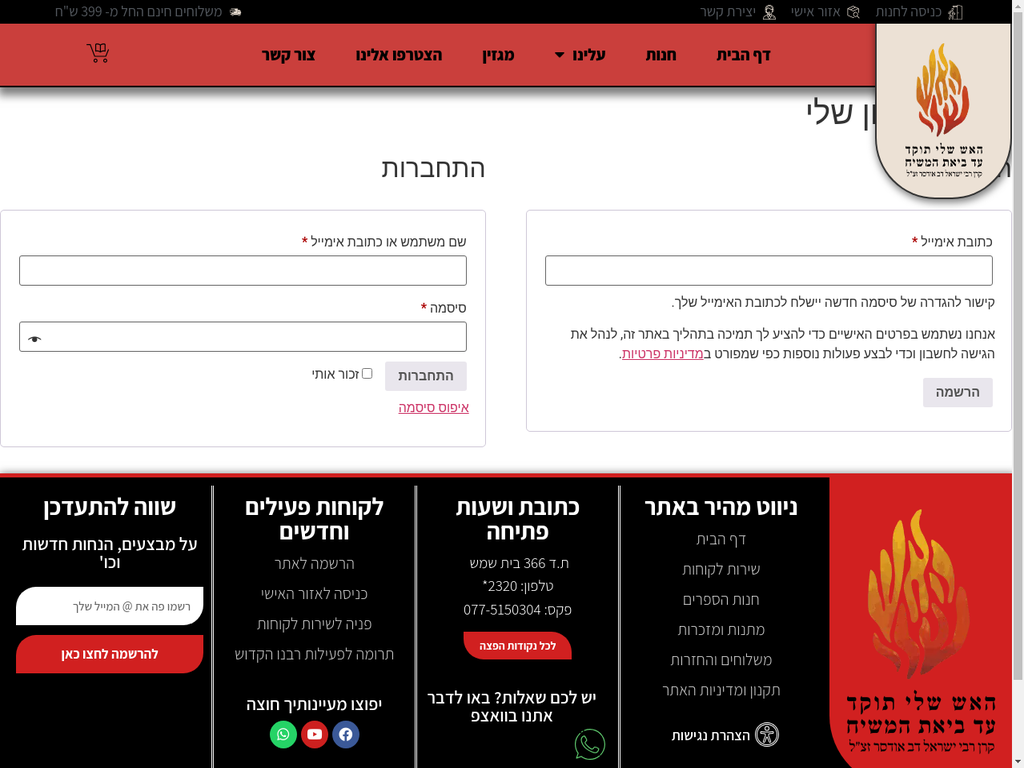 כניסה לחנות
אזור אישי
יצירת קשר
משלוחים חינם החל מ- 399 ש"ח
דף הבית
חנות
עלינו
מגזין
הצטרפו אלינו
צור קשר
האש שלי תוקד
עד ביאת המשיח
קרן רבי ישראל דב אודסר זצ"ל
שלי
התחברות
כתובת אימייל *
קישור להגדרה של סיסמה חדשה יישלח לכתובת האימייל שלך.
אנחנו נשתמש בפרטים האישיים כדי להציע לך תמיכה בתהליך באתר זה, לנהל את
הגישה לחשבון וכדי לבצע פעולות נוספות כפי שמפורט במדיניות פרטיות.
הרשמה
שם משתמש או כתובת אימייל *
סיסמה *
התחברות
זכור אותי
איפוס סיסמה
האש שלי תוקד
עד ביאת המשיח
קרן רבי ישראל דב אודסר זצ"ל
ניווט מהיר באתר
דף הבית
שירות לקוחות
חנות הספרים
מתנות ומזכרות
משלוחים והחזרות
תקנון ומדיניות האתר
הצהרת נגישות
כתובת ושעות
פתיחה
ת.ד 366 בית שמש
טלפון: 2320*
פקס: 077-5150304
לכל נקודות הפצה
יש לכם שאלות? באו לדבר
אתנו בוואצפ
לקוחות פעילים
וחדשים
הרשמה לאתר
כניסה לאזור האישי
פניה לשירות לקוחות
תרומה לפעילות רבנו הקדוש
יפוצו מעיינותיך חוצה
שווה להתעדכן
על מבצעים, הנחות חדשות
וכו'
רשמו פה את @ המייל שלך
להרשמה לחצו כאן